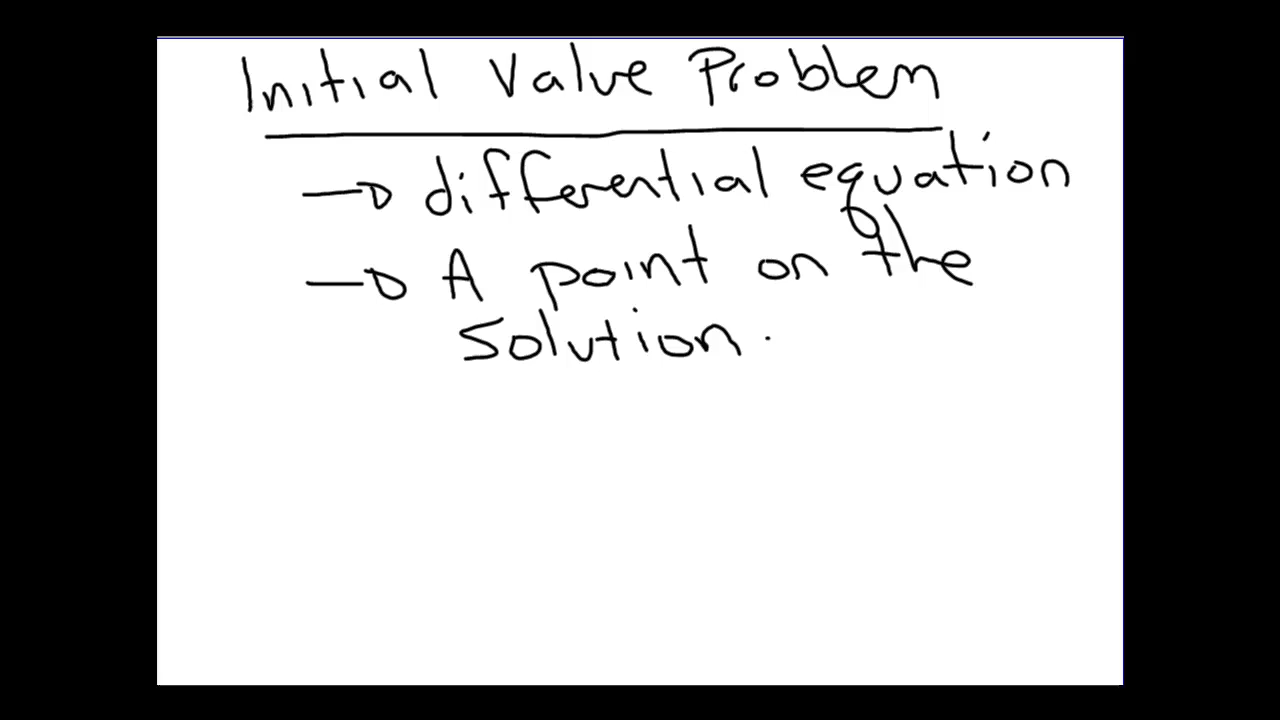 Initial Value Problem
→ differential equation
→ A point on the
solution.